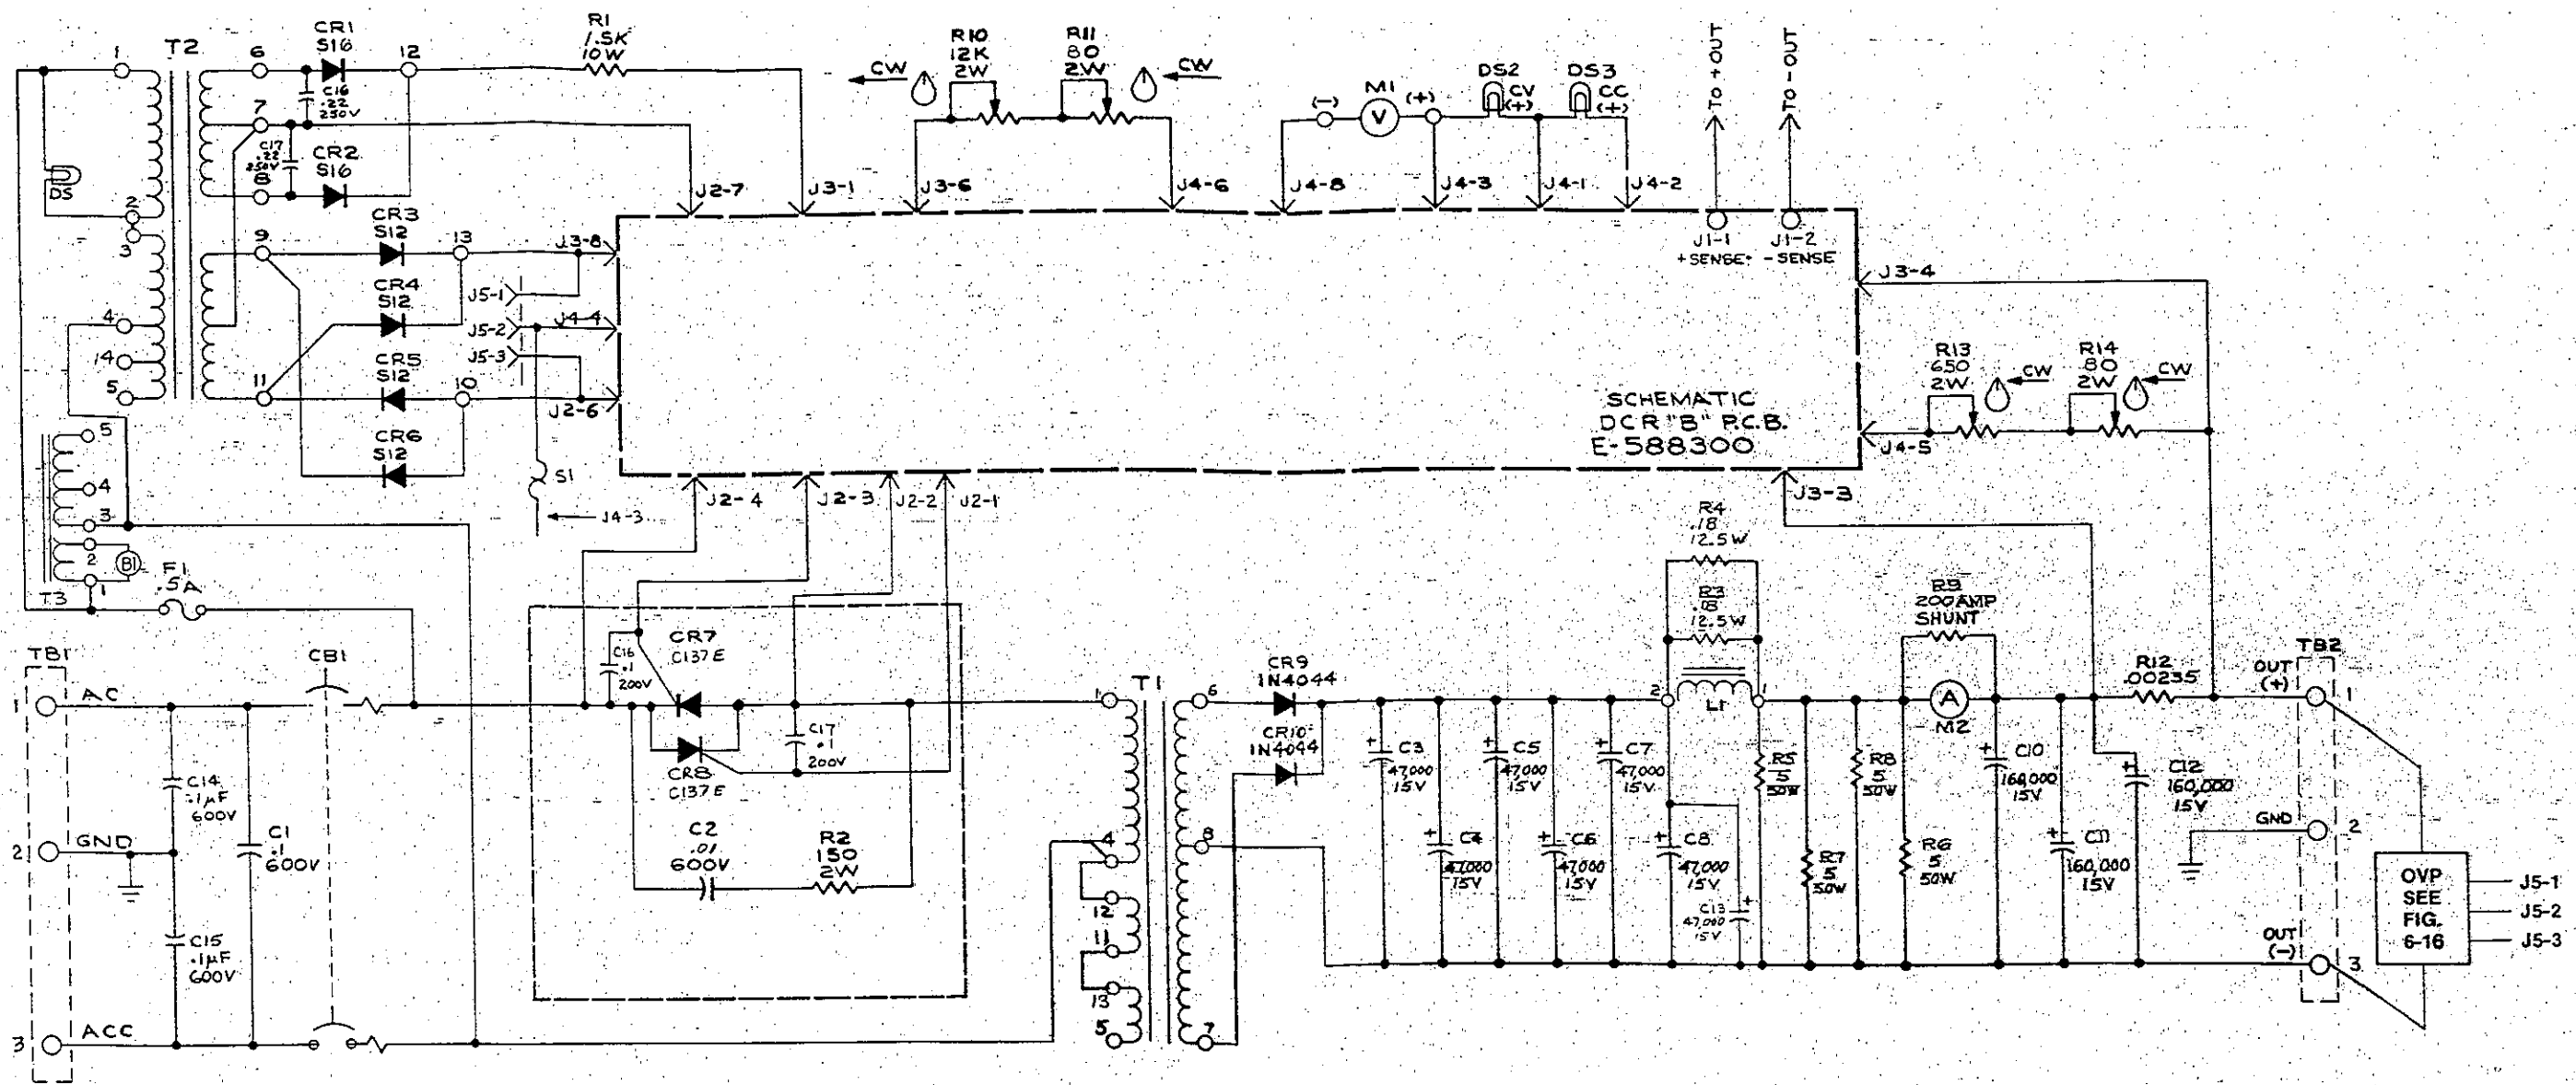 T2
1
2
3
4
14
5
6
7
8
9
11
DS
CR1
S16
12
C16
.22
250V
C17
.22
250V
CR2
S16
R1
1.5K
10W
CR3
S12
13
CR4
S12
CR5
S12
10
CR6
S12
J3-8
J5-1
J5-2
J4-4
J5-3
J2-6
S1
J4-3
J2-7
J3-1
CW
R10
12K
2W
R11
80
2W
CW
J3-6
J4-6
(-)
M1
V
(+)
DS2
CV
(+)
DS3
CC
(+)
J4-8
J4-3
J4-1
J4-2
TO + OUT
TO - OUT
J1-1
+ SENSE
J1-2
- SENSE
J3-4
R13
650
2W
CW
R14
80
2W
CW
J4-5
SCHEMATIC
DCR "B" P.C.B.
E-588300
J2-4
J2-3
J2-2
J2-1
J3-3
5
4
3
2
1
B1
T3
F1
.5A
TB1
1
AC
2
GND
3
ACC
CB1
C14
.1µF
600V
C1
.1
600V
C15
.1µF
600V
C16
.1
200V
CR7
C137E
CR8
C137E
C17
.1
200V
C2
.01
600V
R2
150
2W
T1
1
4
12
11
13
5
6
8
7
CR9
1N4044
CR10
1N4044
C3
47,000
15V
C4
47,000
15V
C5
47,000
15V
C6
47,000
15V
C7
47,000
15V
C8
47,000
15V
C13
47,000
15V
R4
.18
12.5W
R3
.18
12.5W
2
L1
1
R5
5
50W
R7
5
50W
R8
5
50W
R6
5
50W
R9
200AMP
SHUNT
A
M2
C10
160,000
15V
C11
160,000
15V
C12
160,000
15V
R12
.00235
OUT
(+)
TB2
1
GND
2
OUT
(-)
3
OVP
SEE
FIG.
6-16
J5-1
J5-2
J5-3